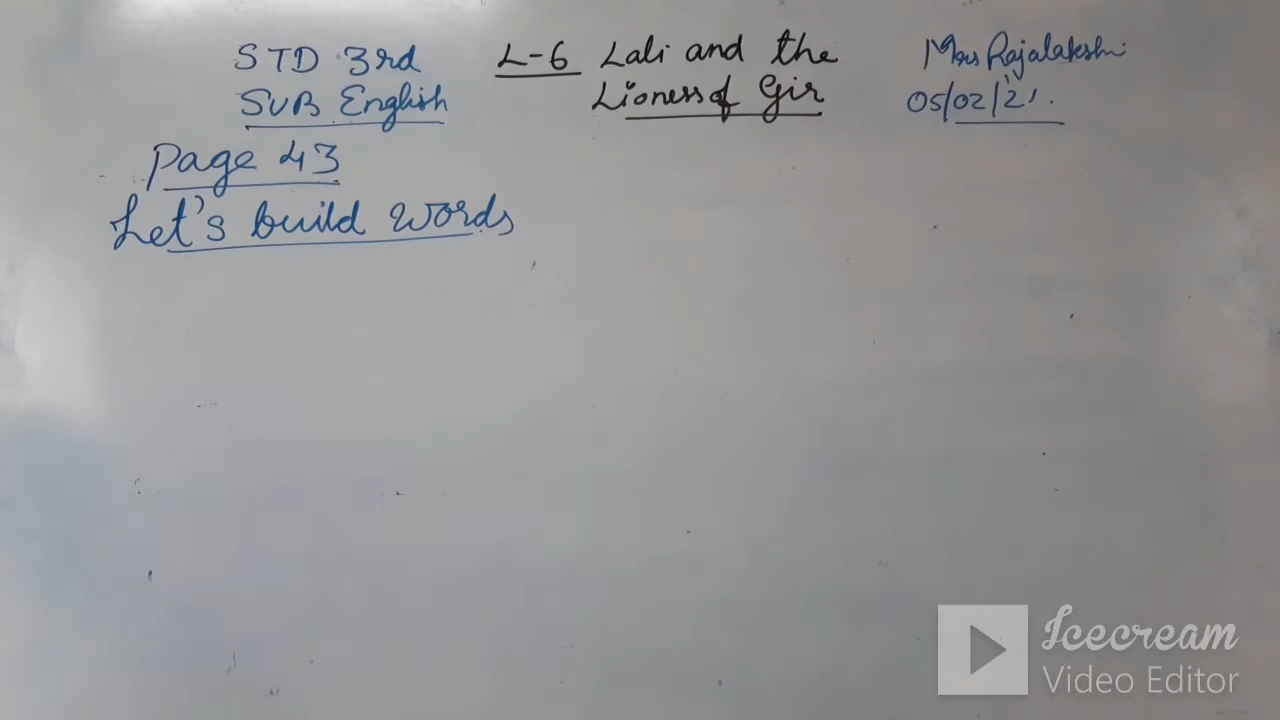 STD 3rd
SUB English
L-6 Lali and the
Lioness of Gir
Mrs Rajalakshmi
05/02/21.
Page 43
Let's build words
Icecream
Video Editor